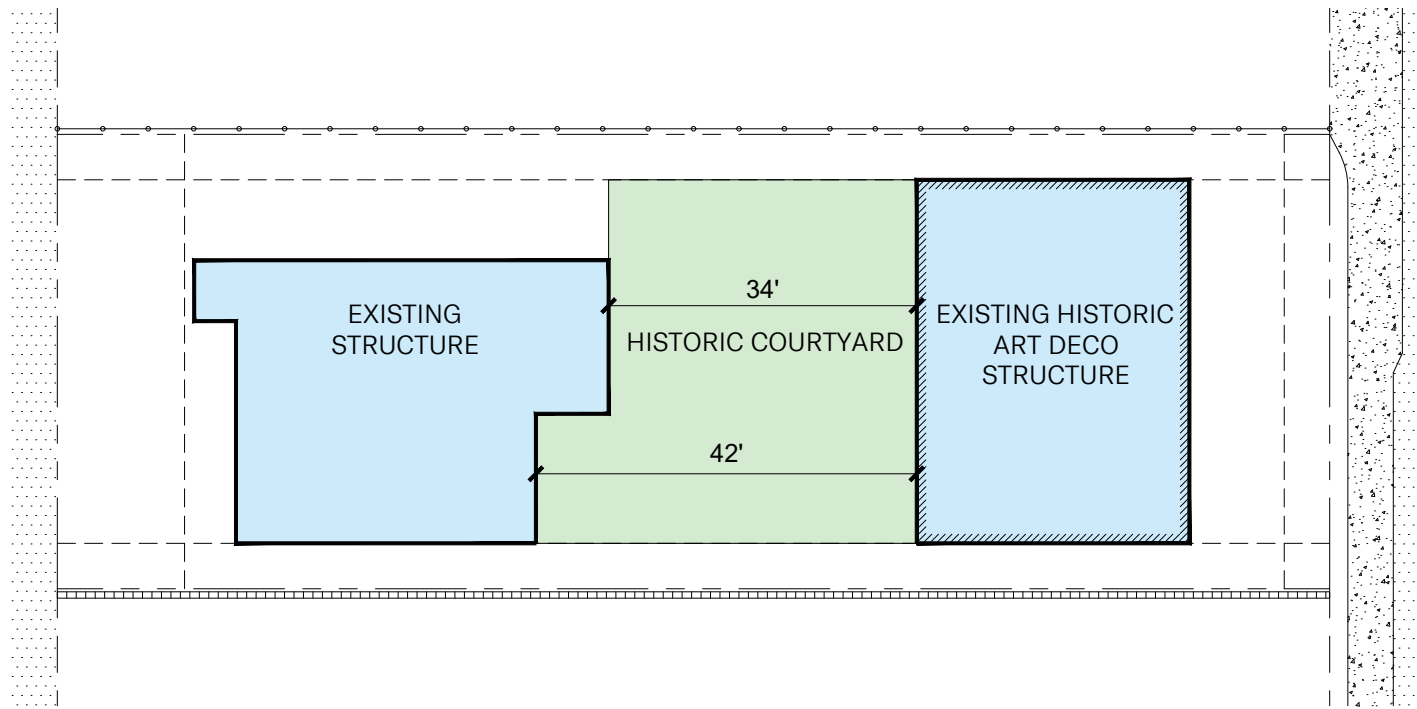 34'
EXISTING
STRUCTURE
HISTORIC COURTYARD
EXISTING HISTORIC
ART DECO
STRUCTURE
42'